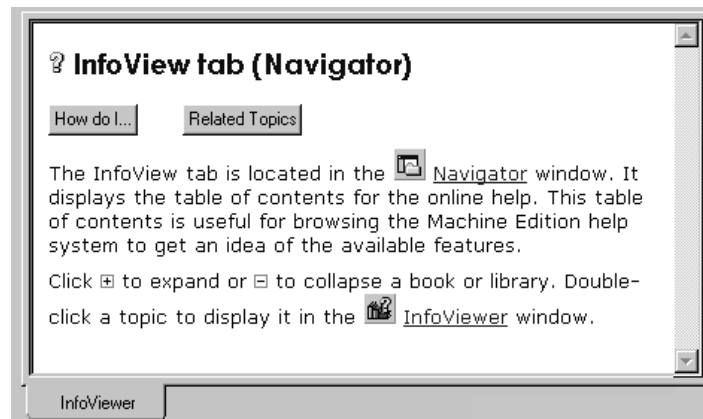 InfoView tab (Navigator)
How do I... Related Topics
The InfoView tab is located in the Navigator window. It
displays the table of contents for the online help. This table
of contents is useful for browsing the Machine Edition help
system to get an idea of the available features.
Click + to expand or - to collapse a book or library. Double-
click a topic to display it in the InfoViewer window.
InfoViewer